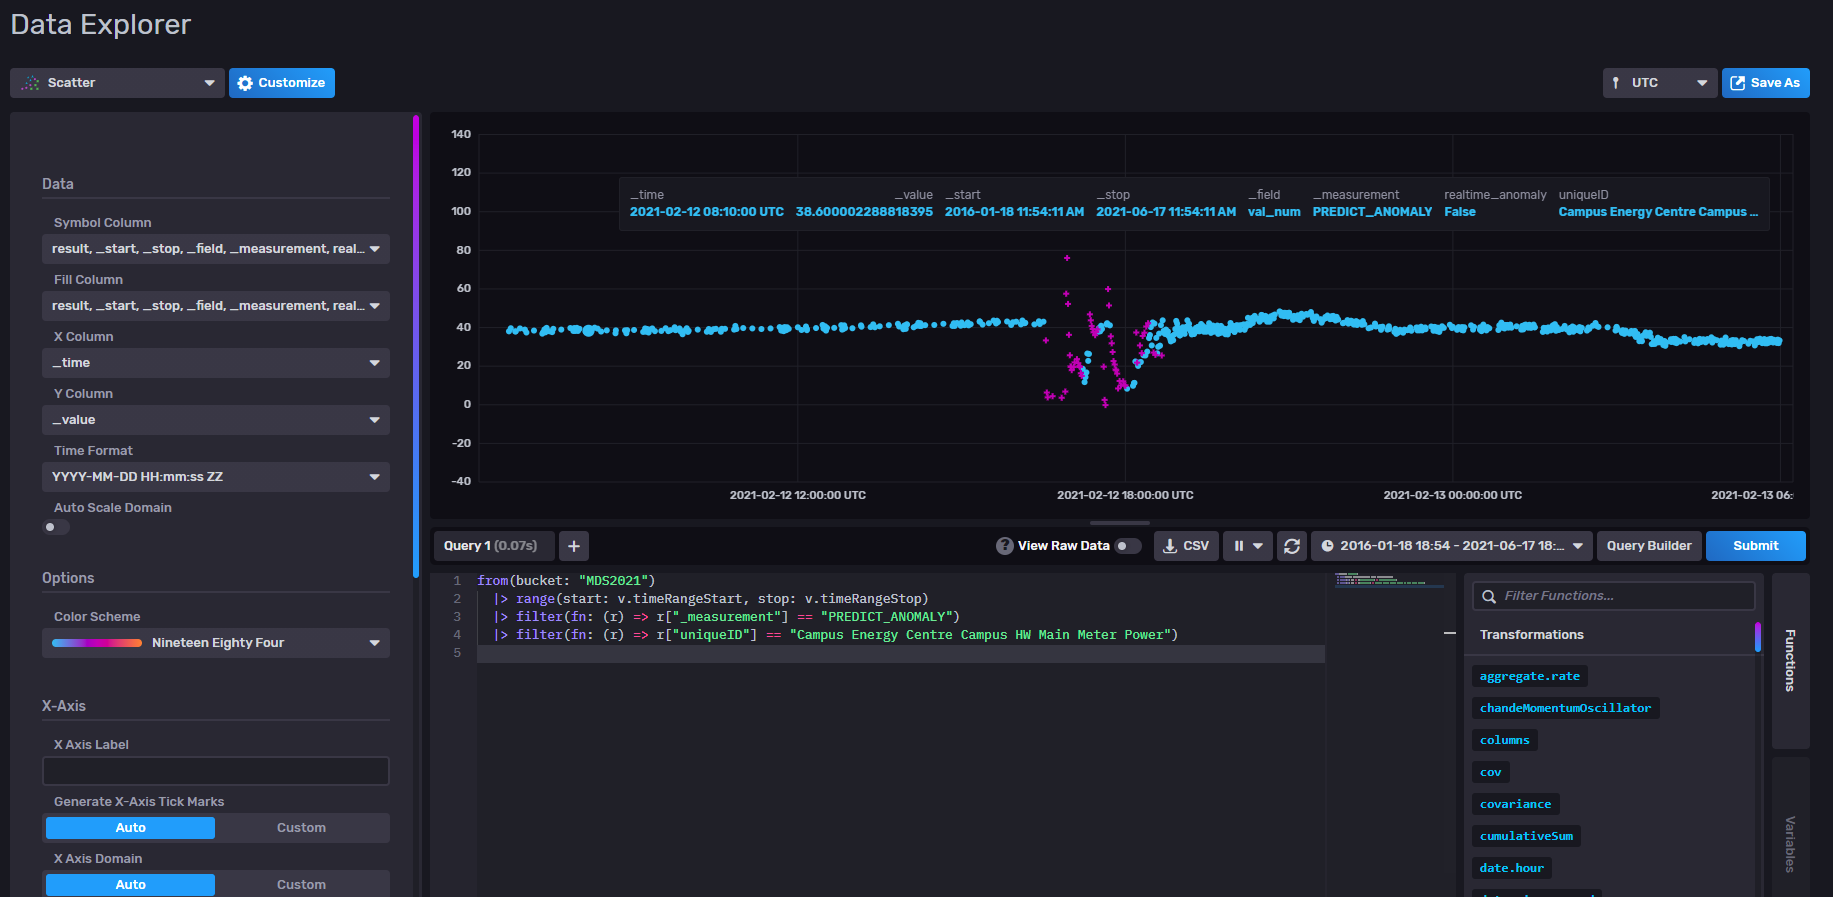 Data Explorer
Scatter
Customize
UTC
Save As
Data
Symbol Column
result, _start, _stop, _field, _measurement, real...
Fill Column
result, _start, _stop, _field, _measurement, real...
X Column
_time
Y Column
_value
Time Format
YYYY-MM-DD HH:mm:ss ZZ
Auto Scale Domain
Options
Color Scheme
Nineteen Eighty Four
X-Axis
X Axis Label
Generate X-Axis Tick Marks
Auto Custom
X Axis Domain
Auto Custom
140
120
100
80
60
40
20
0
-20
-40
_time _value _start _stop _field _measurement realtime_anomaly uniqueID
2021-02-12 08:10:00 UTC 38.600002288818395 2016-01-18 11:54:11 AM 2021-06-17 11:54:11 AM val_num PREDICT_ANOMALY False Campus Energy Centre Campus ...
2021-02-12 12:00:00 UTC 2021-02-12 18:00:00 UTC 2021-02-13 00:00:00 UTC 2021-02-13 06:
Query 1 (0.07s)
+
? View Raw Data
CSV
2016-01-18 18:54 - 2021-06-17 18:...
Query Builder
Submit
1 from(bucket: "MDS2021")
2 |> range(start: v.timeRangeStart, stop: v.timeRangeStop)
3 |> filter(fn: (r) => r["_measurement"] == "PREDICT_ANOMALY")
4 |> filter(fn: (r) => r["uniqueID"] == "Campus Energy Centre Campus HW Main Meter Power")
5
Filter Functions...
Transformations
aggregate.rate
chandeMomentumOscillator
columns
cov
covariance
cumulativeSum
date.hour
Functions
Variables